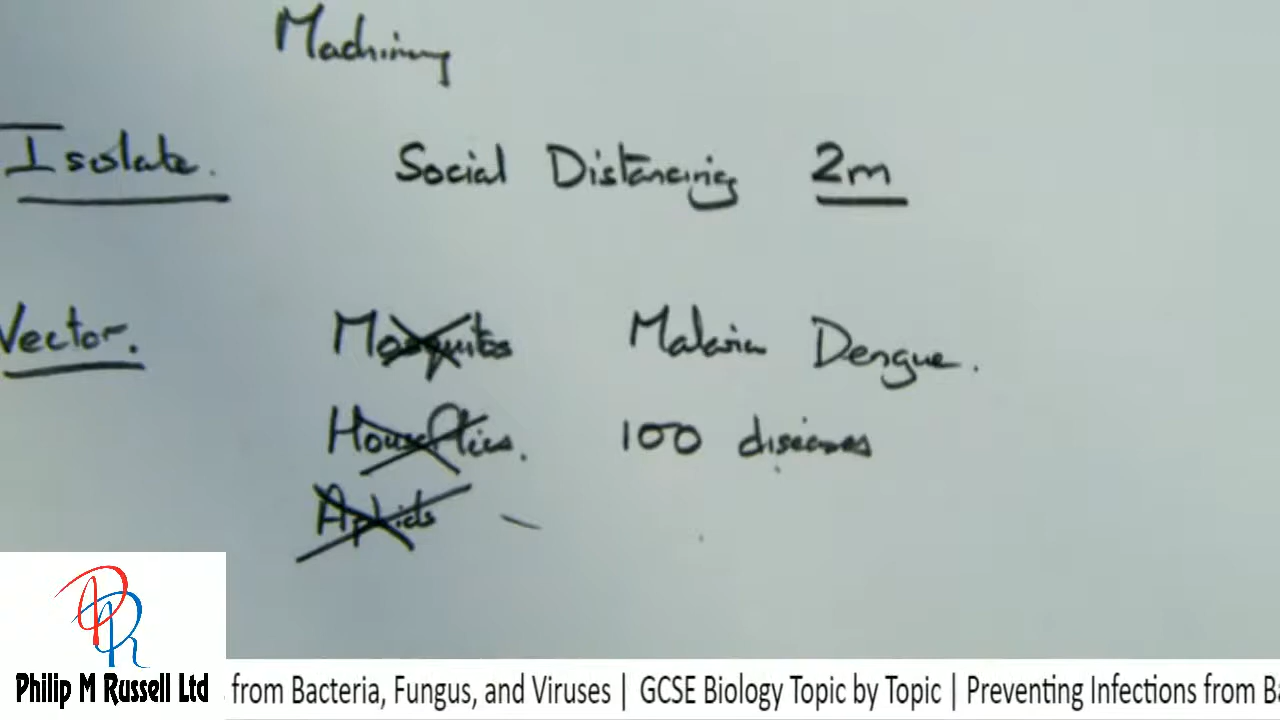 Machinery
Isolate. Social Distancing 2m
Vector. Mosquitos Malaria Dengue.
Houseflies. 100 diseases
Aphids
Philip M Russell Ltd
from Bacteria, Fungus, and Viruses | GCSE Biology Topic by Topic | Preventing Infections from Ba